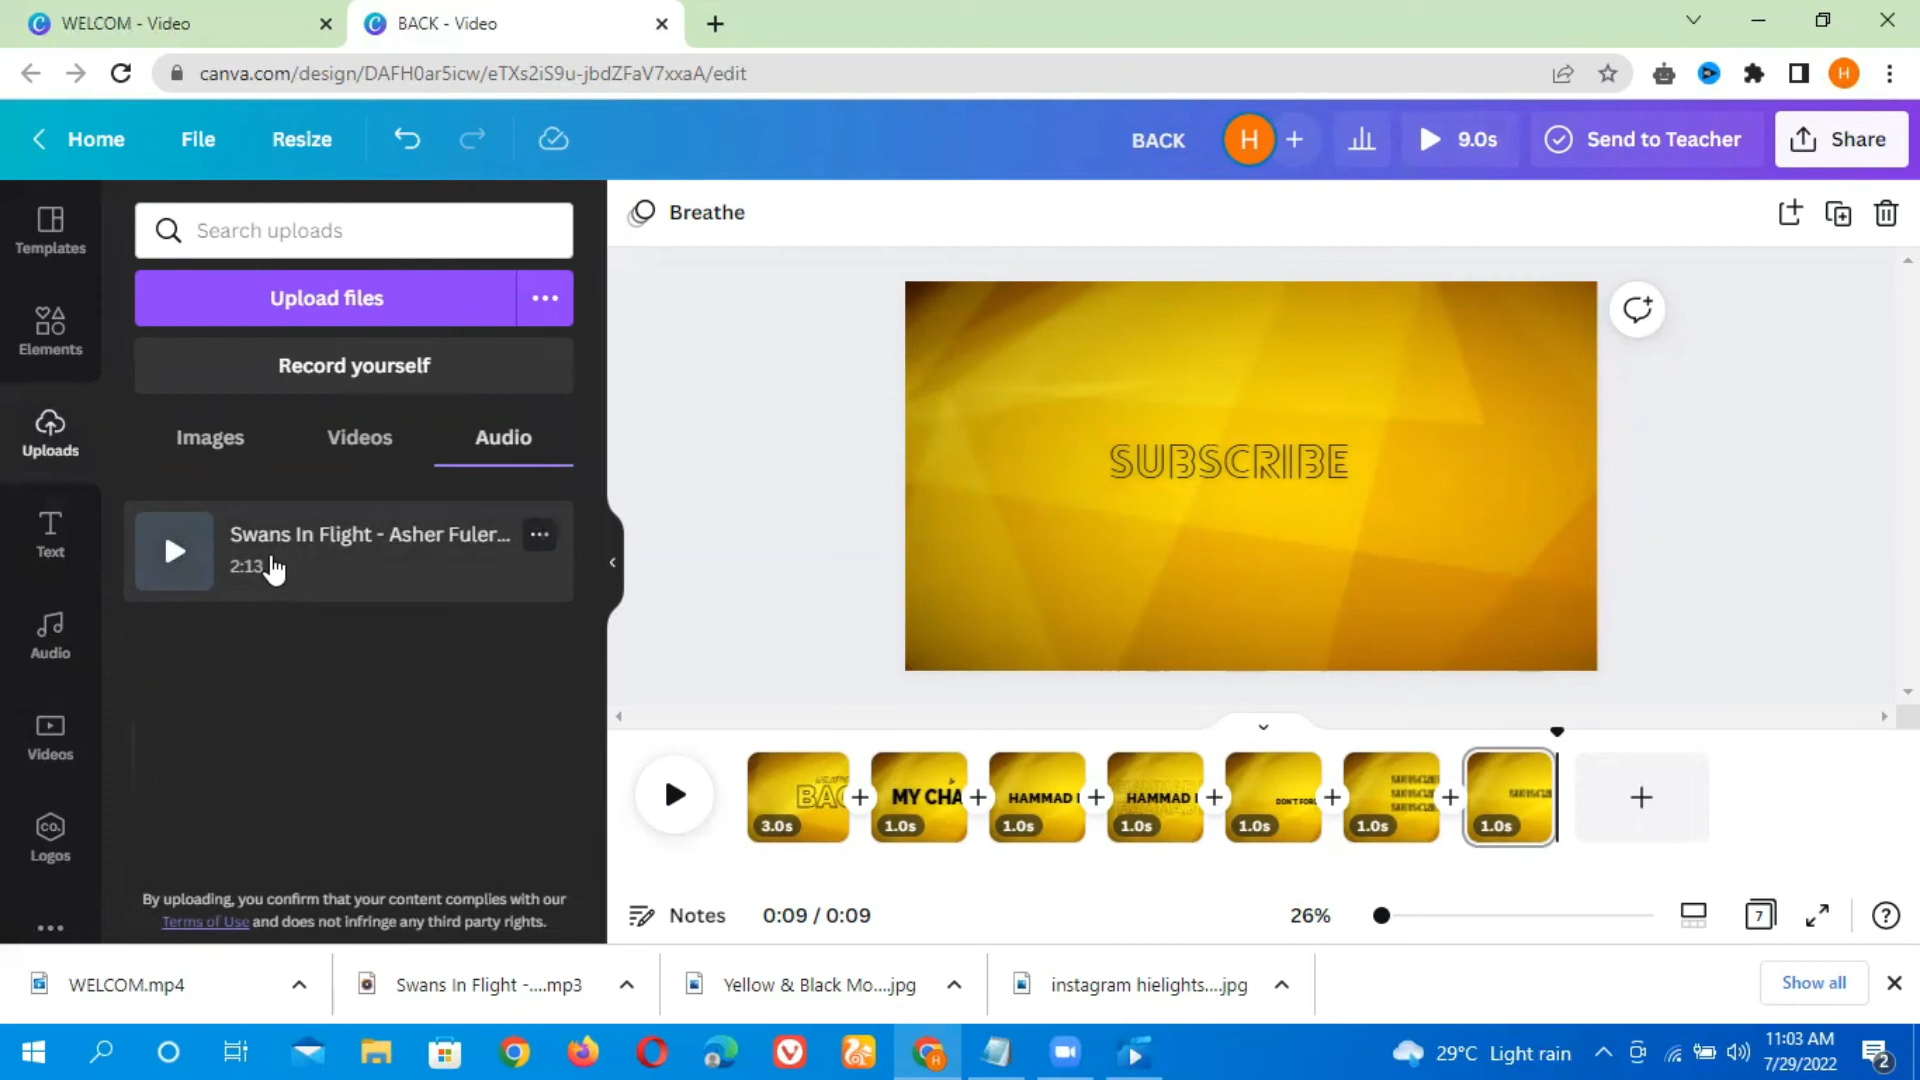 WELCOM - Video
BACK - Video
canva.com/design/DAFH0ar5icw/eTXs2iS9u-jbdZFaV7xxaA/edit
H
Home
File
Resize
BACK
H
9.0s
Send to Teacher
Share
Templates
Elements
Uploads
Text
Audio
Videos
CO.
Logos
Search uploads
Upload files
Record yourself
Images
Videos
Audio
Swans In Flight - Asher Fuler...
2:13
By uploading, you confirm that your content complies with our
Terms of Use and does not infringe any third party rights.
Breathe
SUBSCRIBE
BAC
3.0s
MY CHA
1.0s
HAMMAD I
1.0s
HAMMAD I
1.0s
DON'T FORG
1.0s
1.0s
1.0s
Notes
0:09 / 0:09
26%
7
WELCOM.mp4
Swans In Flight -....mp3
Yellow & Black Mo....jpg
instagram hielights....jpg
Show all
29°C Light rain
11:03 AM
7/29/2022
2